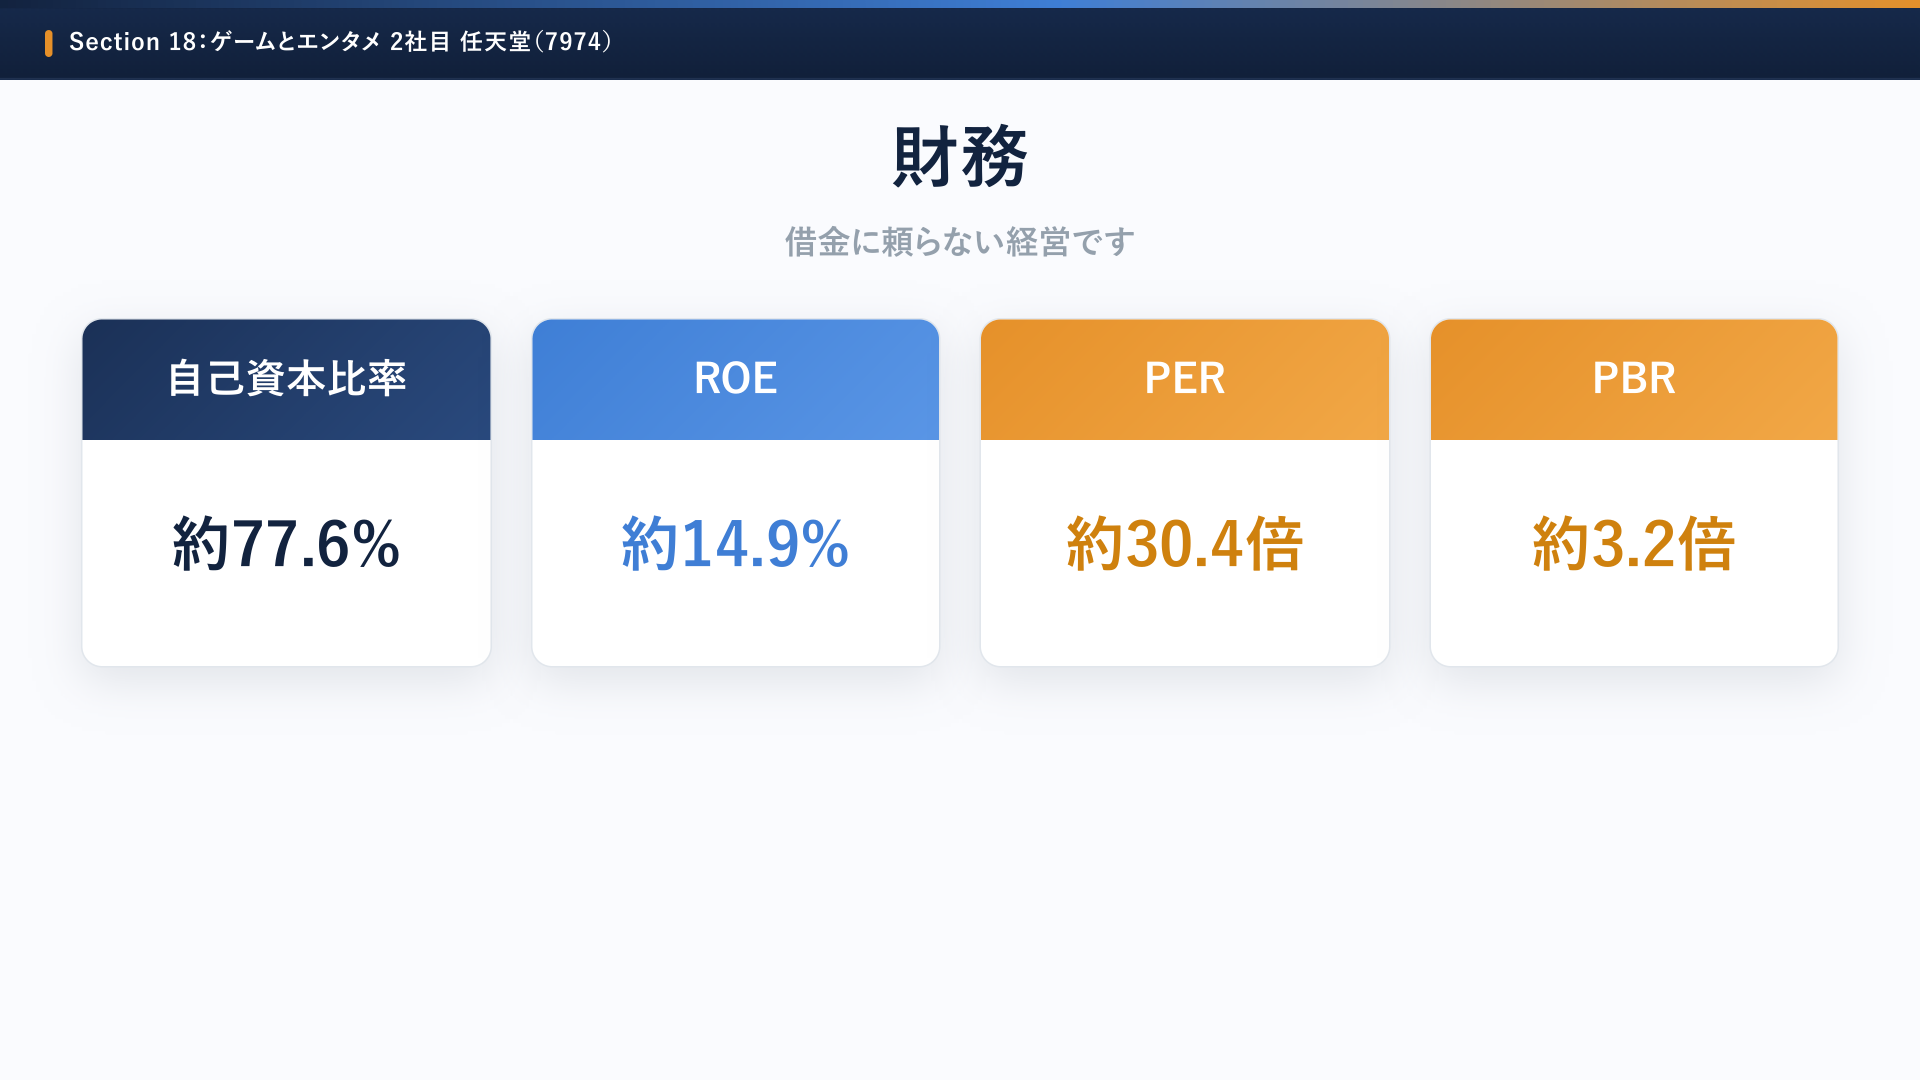 Section 18：ゲームとエンタメ 2社目 任天堂（7974）
財務
借金に頼らない経営です
自己資本比率
約77.6%
ROE
約14.9%
PER
約30.4倍
PBR
約3.2倍